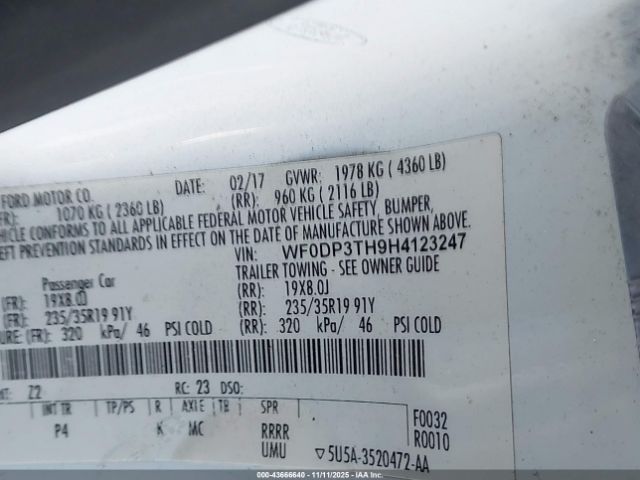 FORD MOTOR CO. DATE: 02/17 GVWR: 1978 KG ( 4360 LB)
FR): 1070 KG ( 2360 LB) (RR): 960 KG ( 2116 LB)
HICLE CONFORMS TO ALL APPLICABLE FEDERAL MOTOR VEHICLE SAFETY, BUMPER,
EFT PREVENTION STANDARDS IN EFFECT ON THE DATE OF MANUFACTURE SHOWN ABOVE.
VIN: WF0DP3TH9H4123247
Passenger Car TRAILER TOWING - SEE OWNER GUIDE
(FR): 19X8.0J (RR): 19X8.0J
(FR): 235/35R19 91Y (RR): 235/35R19 91Y
URE: (FR): 320 kPa/ 46 PSI COLD (RR): 320 kPa/ 46 PSI COLD
NT: Z2 RC: 23 DSO:
INT TR TP/PS R AXLE TR SPR
P4 K MC RRRR
UMU
F0032
R0010
▽5U5A-3520472-AA
000-43666640 - 11/11/2025 - IAAI.com